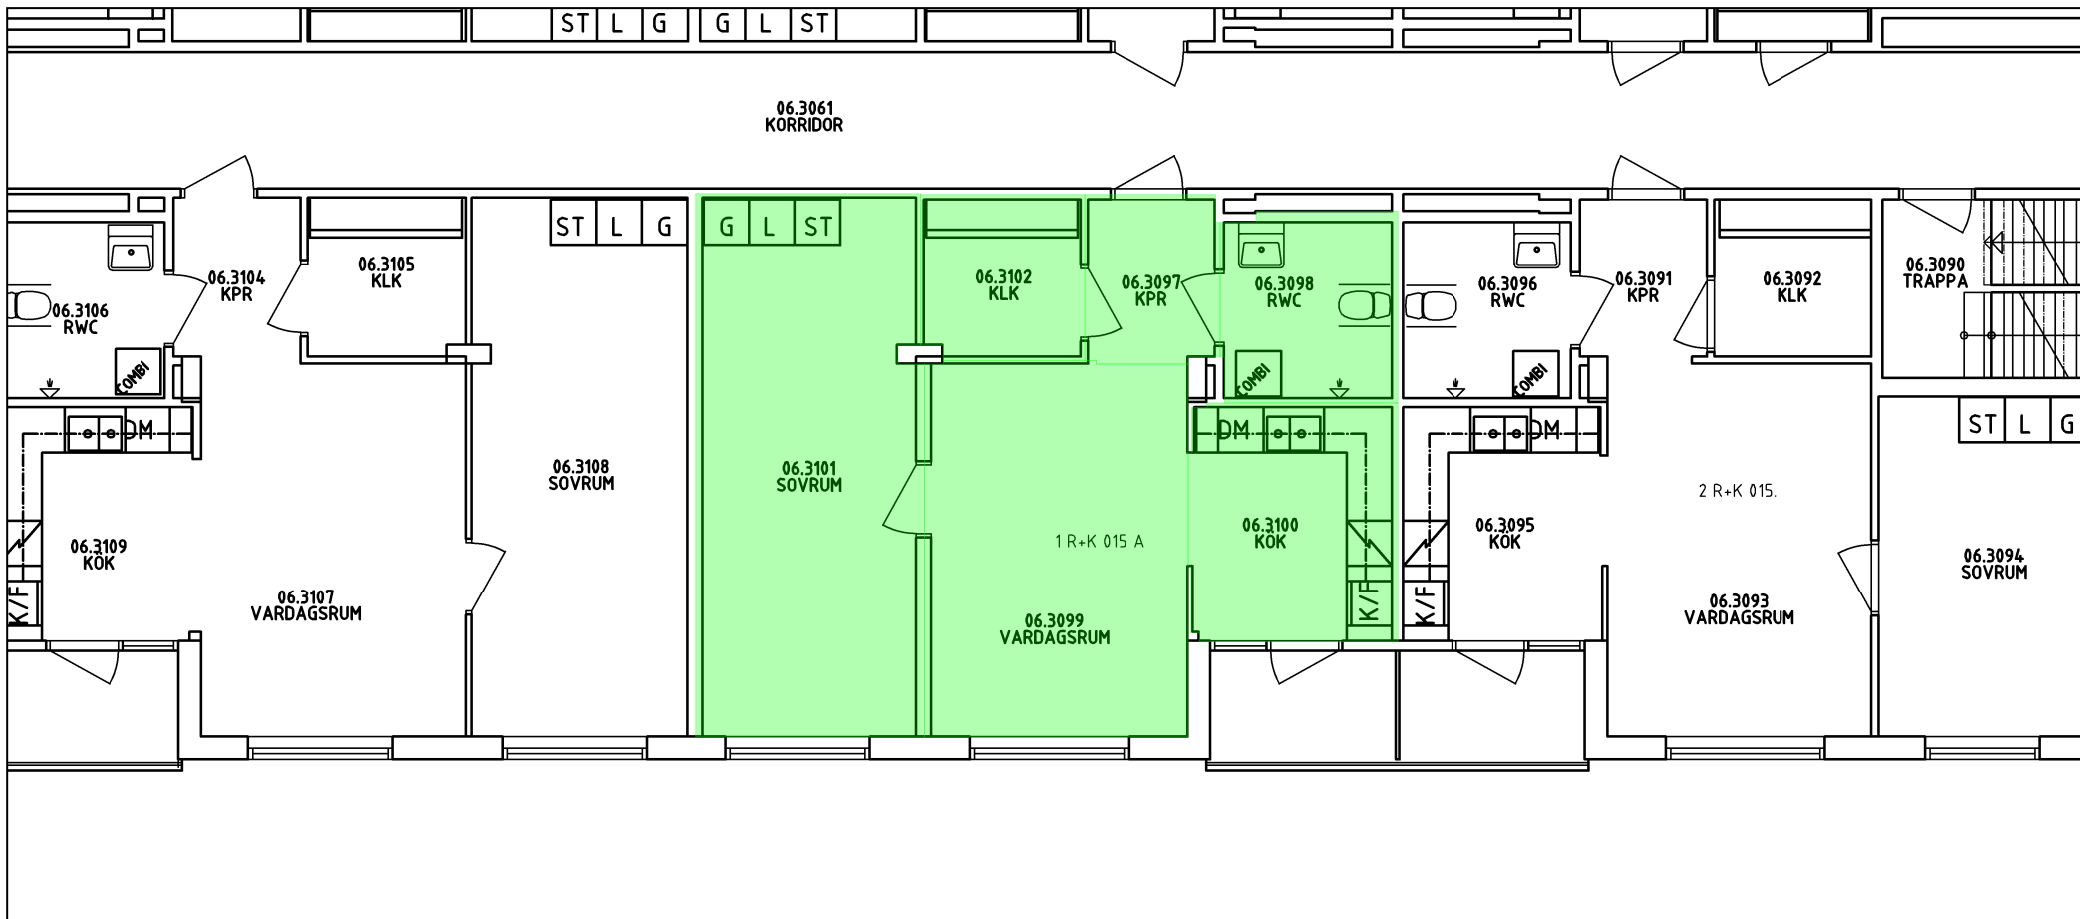 ST L G G L ST
06.3061
KORRIDOR
ST L G
G L ST
06.3104
KPR
06.3105
KLK
06.3106
RWC
06.3102
KLK
06.3097
KPR
06.3098
RWC
06.3096
RWC
06.3091
KPR
06.3092
KLK
06.3090
TRAPPA
COMBI
COMBI
COMBI
DM
DM
DM
ST L G
06.3108
SOVRUM
06.3101
SOVRUM
2 R+K 015.
06.3109
KÖK
1 R+K 015 A
06.3100
KÖK
06.3095
KÖK
06.3094
SOVRUM
K/F
06.3107
VARDAGSRUM
06.3099
VARDAGSRUM
K/F
K/F
06.3093
VARDAGSRUM